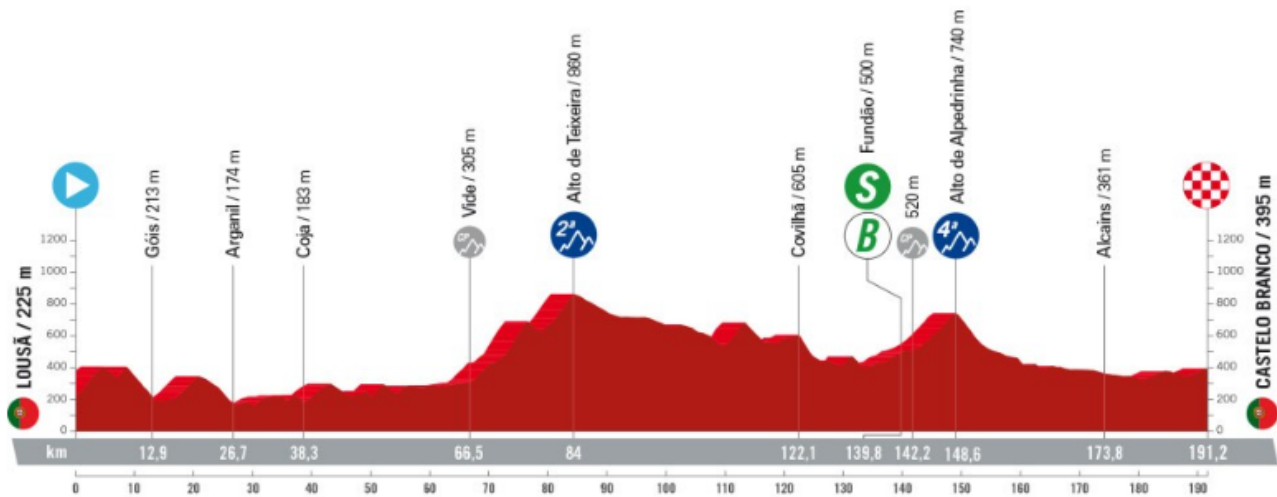 LOUSÃ / 225 m
Góis / 213 m
Arganil / 174 m
Coja / 183 m
Vide / 305 m
CP
Alto de Teixeira / 860 m
2ª
Covilhã / 605 m
Fundão / 500 m
S
B
520 m
CP
Alto de Alpedrinha / 740 m
4ª
Alcains / 361 m
CASTELO BRANCO / 395 m
1200
1000
800
600
400
200
0
1200
1000
800
600
400
200
0
km 12,9 26,7 38,3 66,5 84 122,1 139,8 142,2 148,6 173,8 191,2
0 10 20 30 40 50 60 70 80 90 100 110 120 130 140 150 160 170 180 190